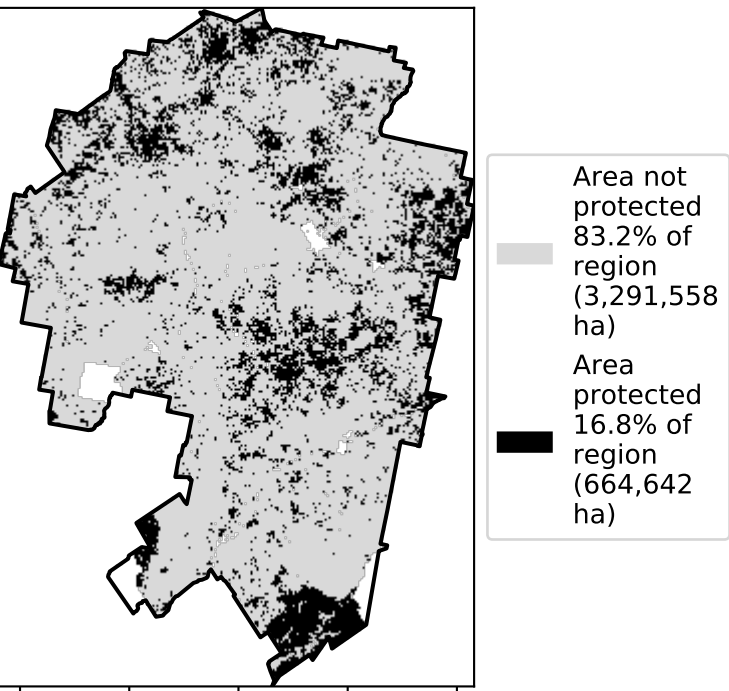 Area not
protected
83.2% of
region
(3,291,558
ha)
Area
protected
16.8% of
region
(664,642
ha)